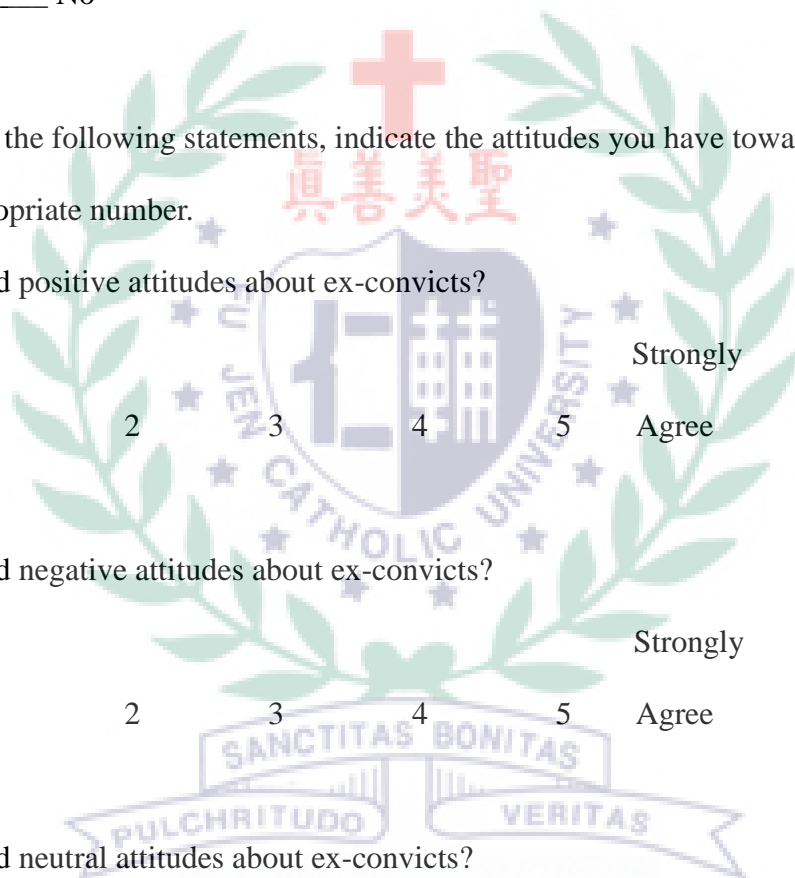 No
the following statements, indicate the attitudes you have
opriate number.
positive attitudes about ex-convicts?
Strongly
2 3 4 5 Agree
negative attitudes about ex-convicts?
Strongly
2 3 4 5 Agree
neutral attitudes about ex-convicts?
真善美聖
FU JEN CATHOLIC UNIVERSITY
仁輔
SANCTITAS BONITAS
PULCHRITUDO VERITAS